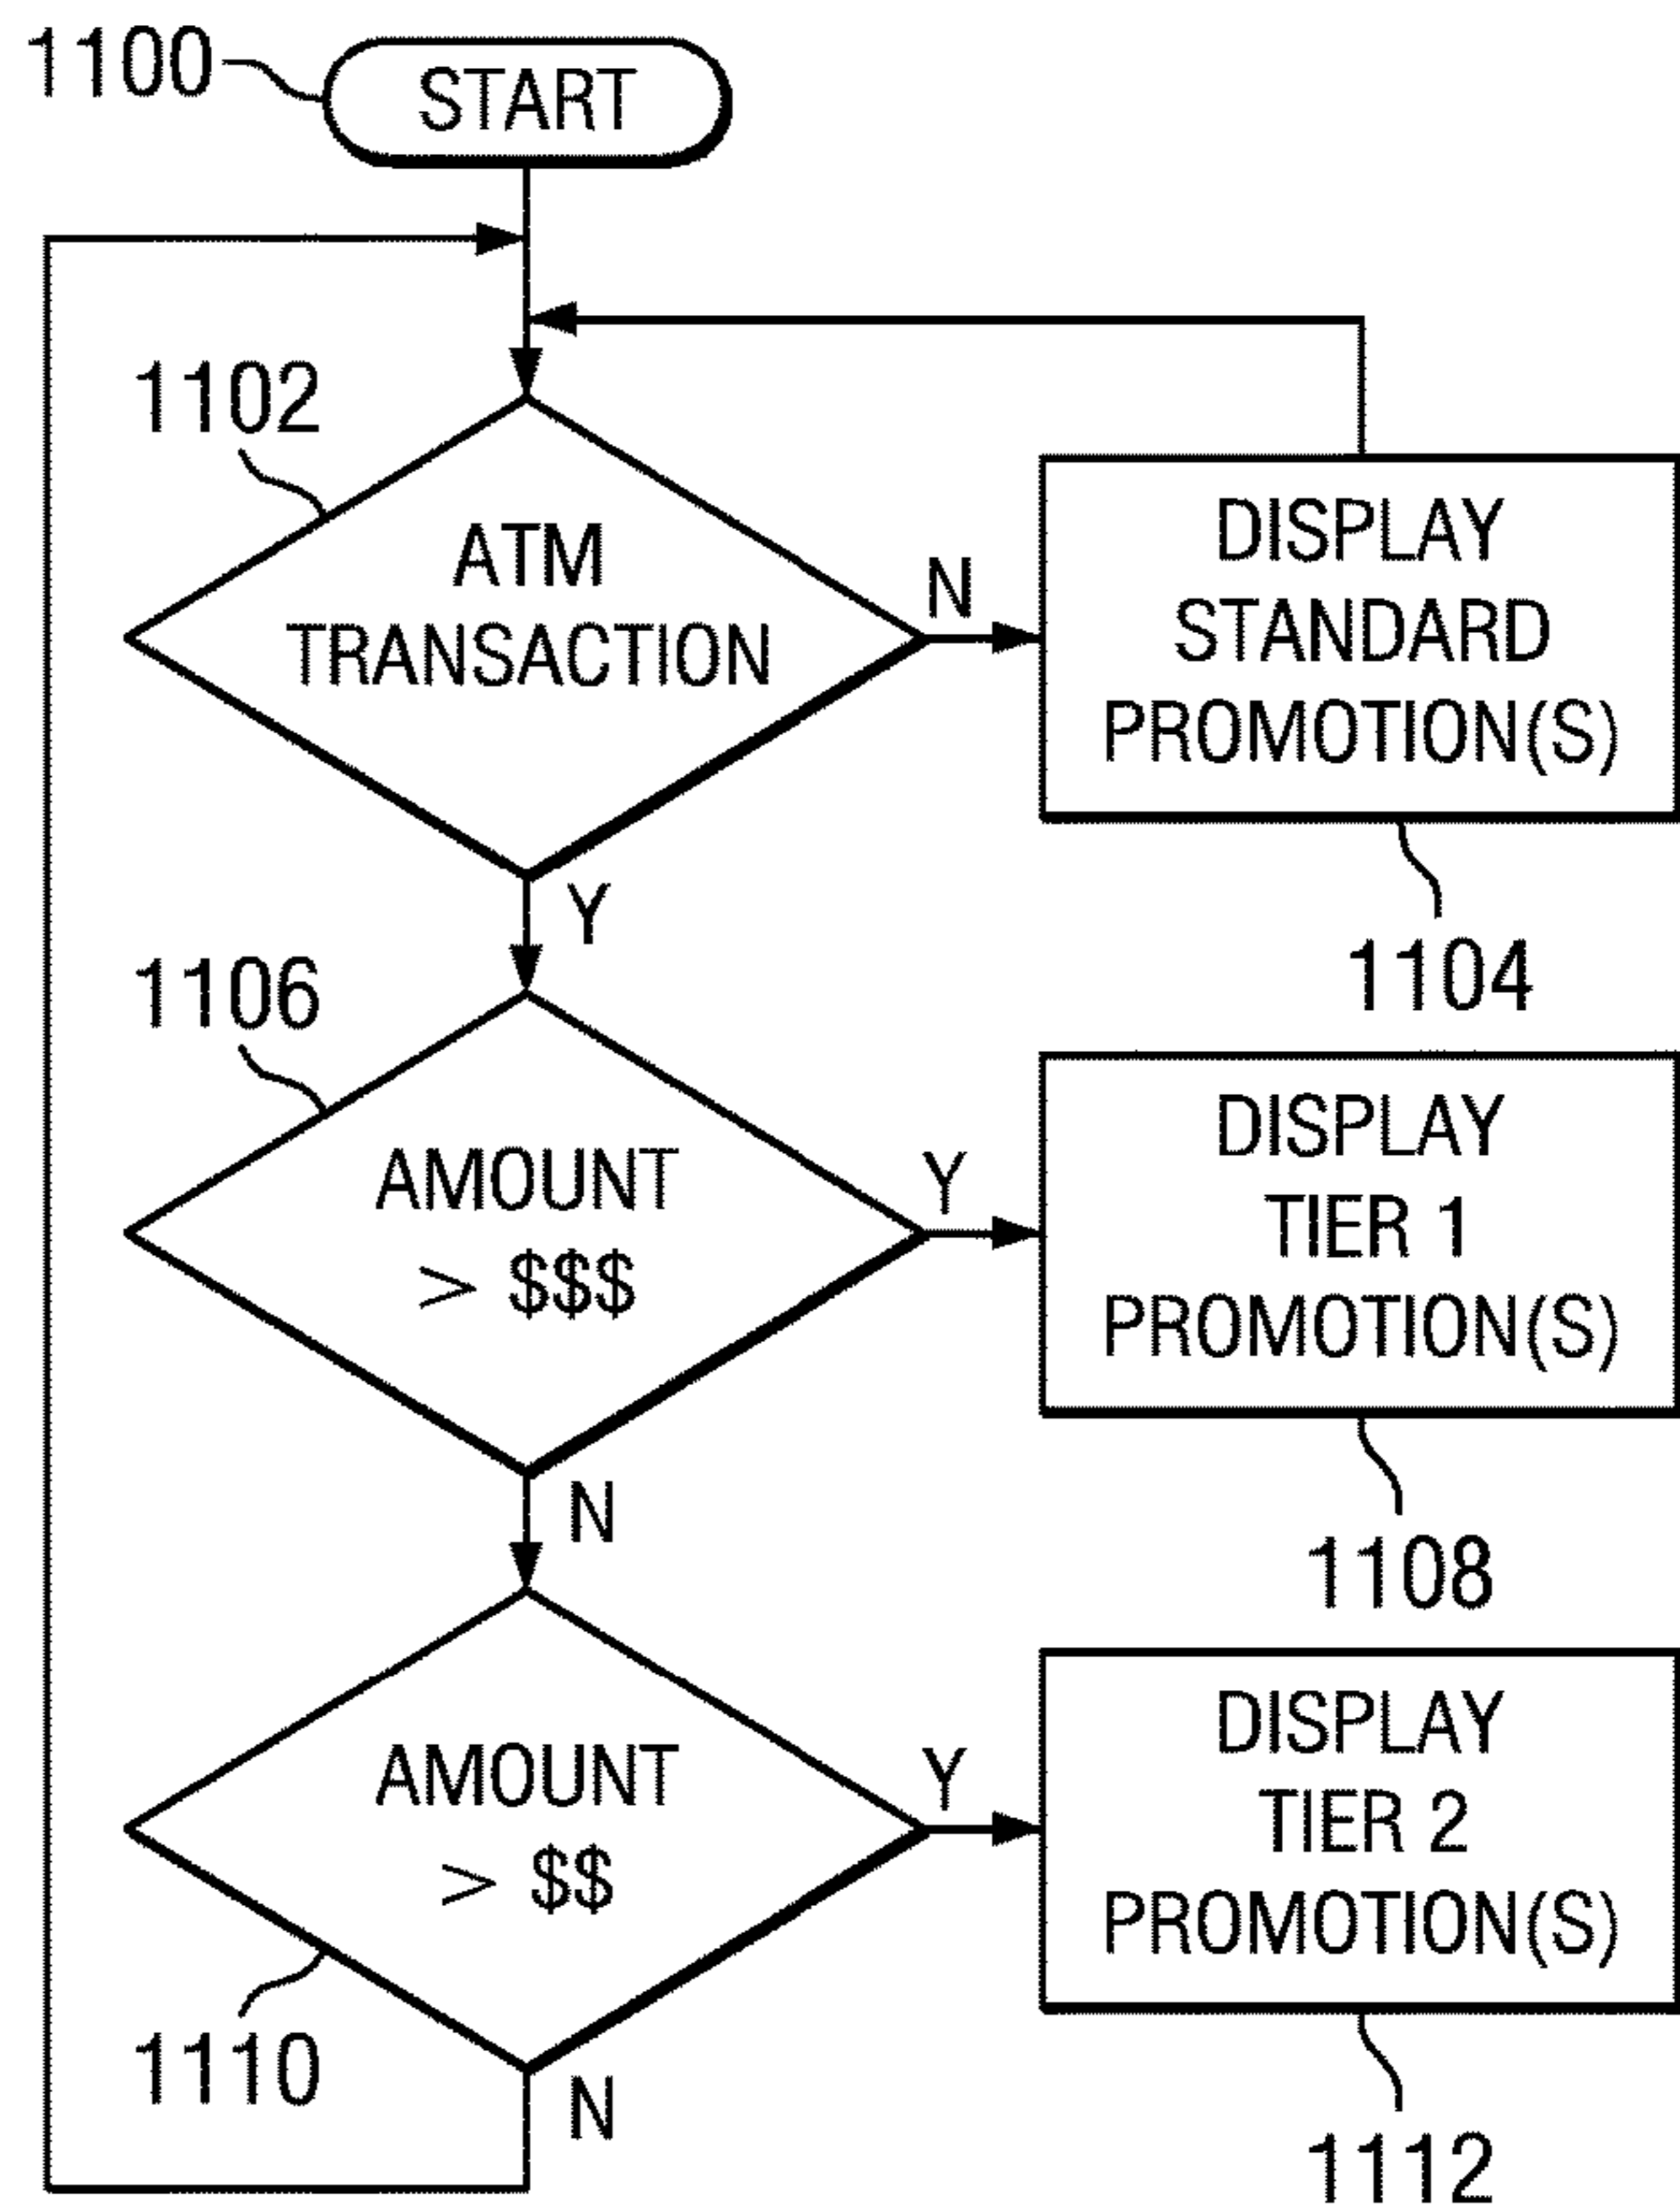 1100
START
1102
ATM
TRANSACTION
N
DISPLAY
STANDARD
PROMOTION(S)
1104
Y
1106
AMOUNT
> $$$
Y
DISPLAY
TIER 1
PROMOTION(S)
1108
N
AMOUNT
> $$
Y
DISPLAY
TIER 2
PROMOTION(S)
1110
N
1112